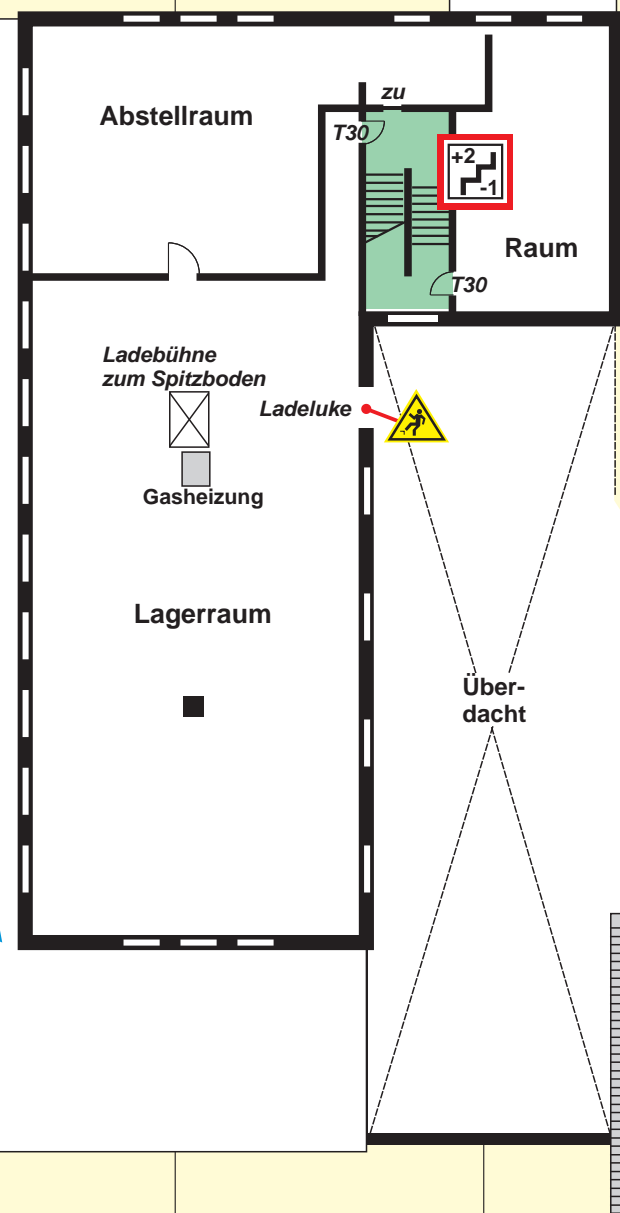 zu
Abstellraum
T30
+2
-1
Raum
T30
Ladebühne
zum Spitzboden
Ladeluke
Gasheizung
Lagerraum
Über-
dacht